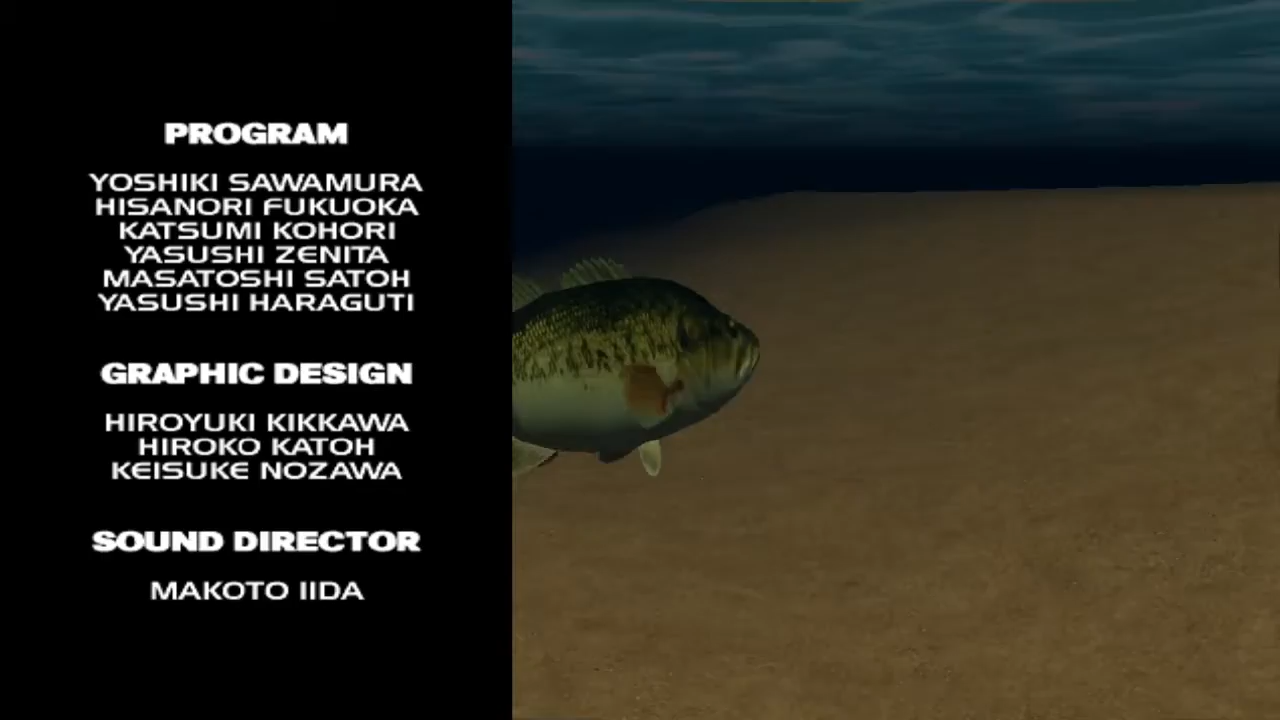 PROGRAM
YOSHIKI SAWAMURA
HISANORI FUKUOKA
KATSUMI KOHORI
YASUSHI ZENITA
MASATOSHI SATOH
YASUSHI HARAGUTI
GRAPHIC DESIGN
HIROYUKI KIKKAWA
HIROKO KATOH
KEISUKE NOZAWA
SOUND DIRECTOR
MAKOTO IIDA